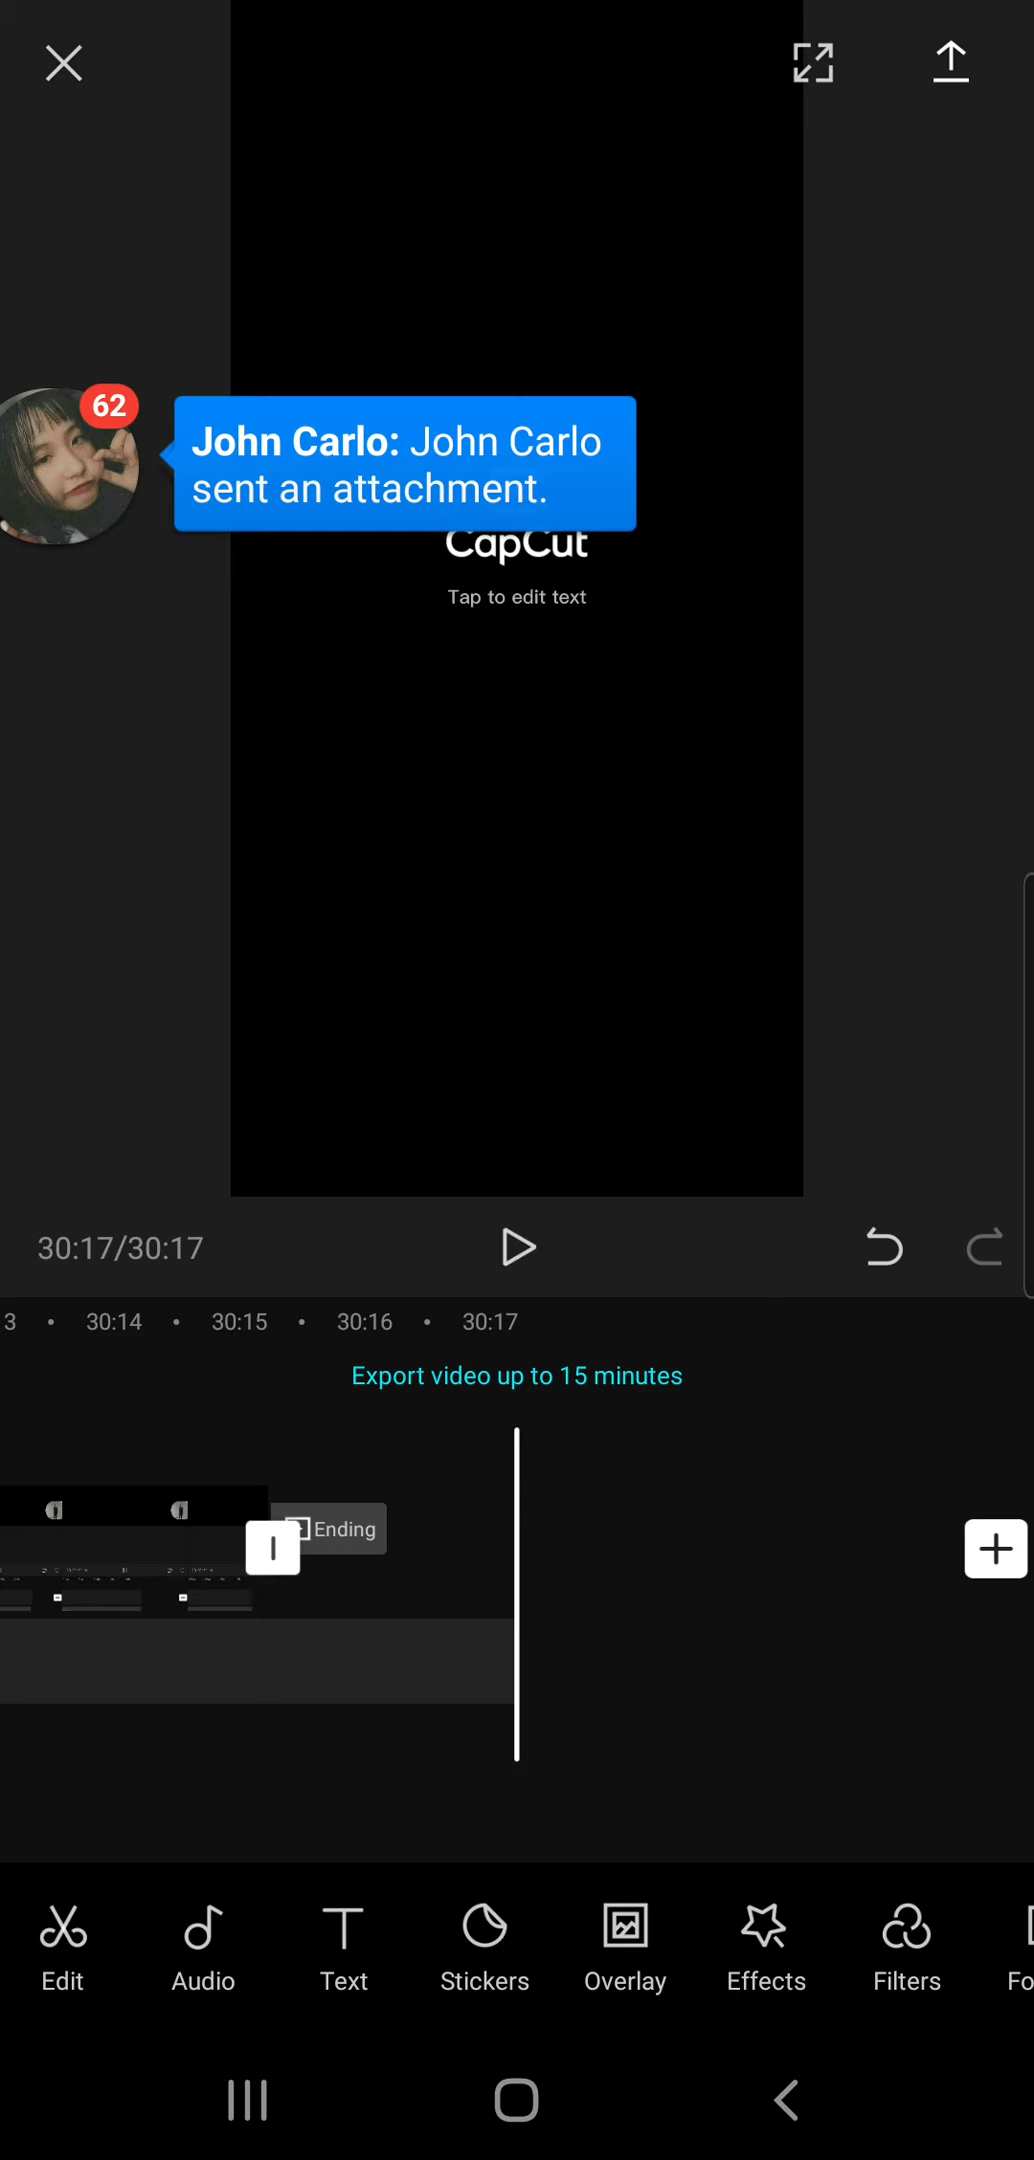 62
John Carlo: John Carlo
sent an attachment.
CapCut
Tap to edit text
30:17/30:17
3 • 30:14 • 30:15 • 30:16 • 30:17
Export video up to 15 minutes
Ending
Edit
Audio
Text
Stickers
Overlay
Effects
Filters
Fo